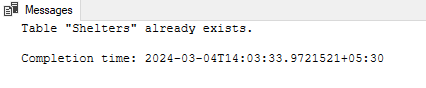 Messages
Table "Shelters" already exists.
Completion time: 2024-03-04T14:03:33.9721521+05:30